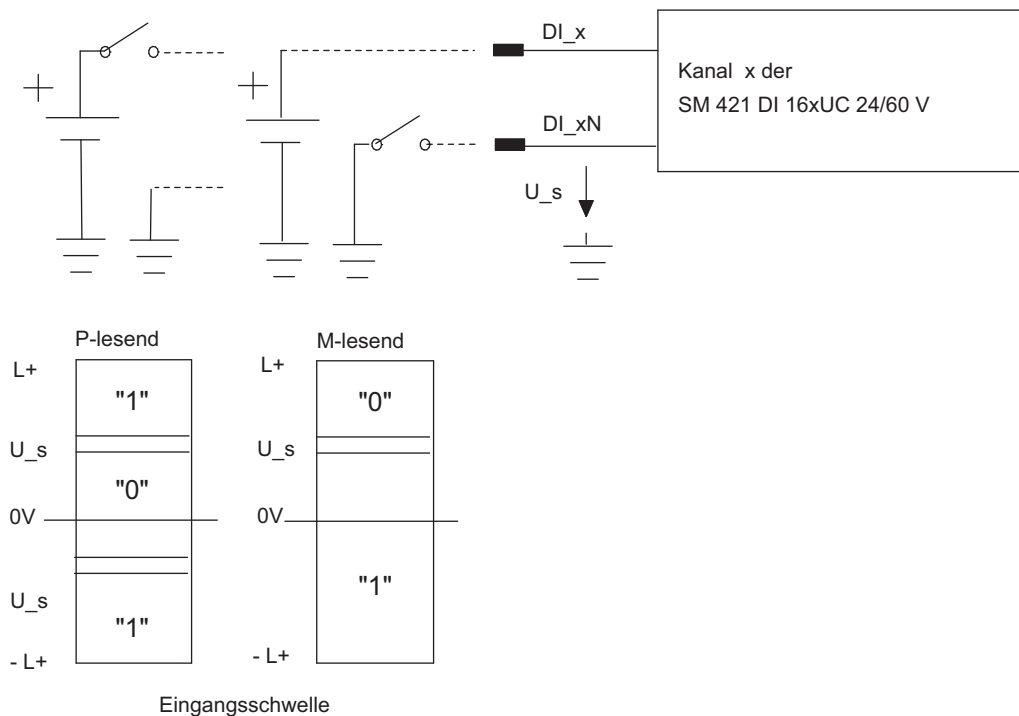 DI_x
Kanal x der
SM 421 DI 16xUC 24/60 V
DI_xN
U_s
P-lesend
M-lesend
L+
"1"
L+
"0"
U_s
U_s
"0"
0V
0V
"1"
U_s
"1"
- L+
- L+
Eingangsschwelle